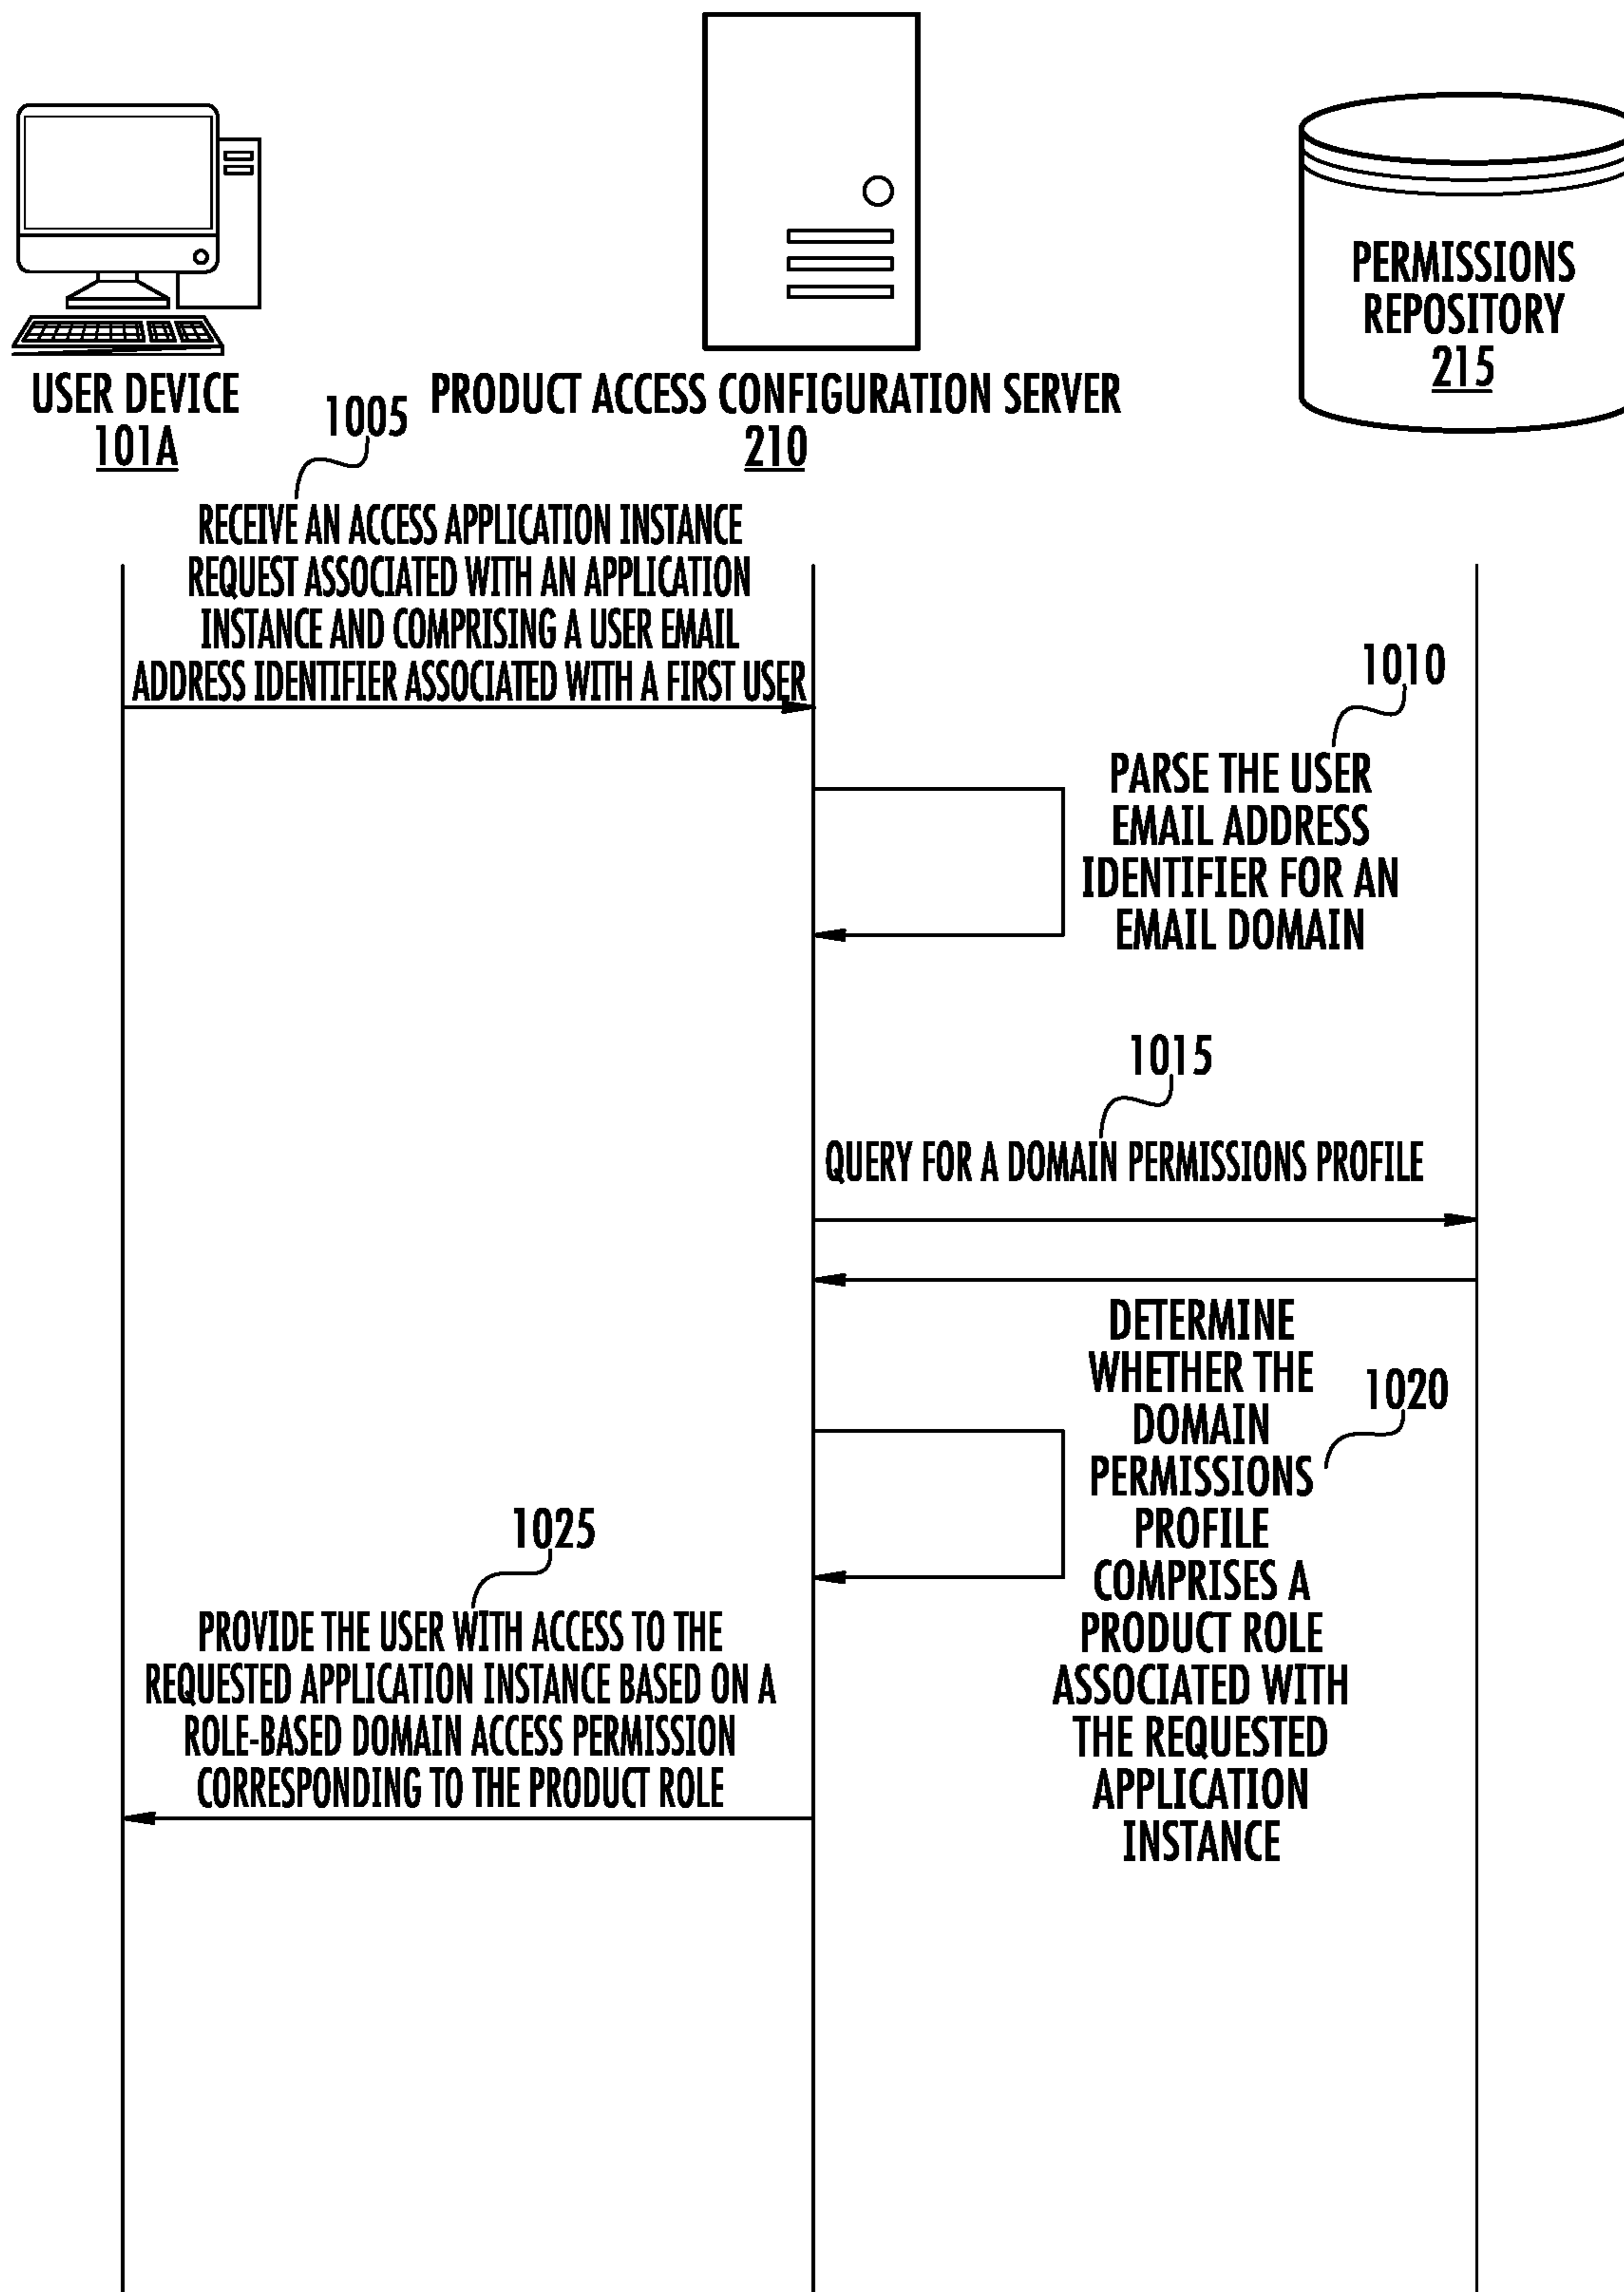 PERMISSIONS
REPOSITORY
215
USER DEVICE
101A
PRODUCT ACCESS CONFIGURATION SERVER
210
1005
RECEIVE AN ACCESS APPLICATION INSTANCE
REQUEST ASSOCIATED WITH AN APPLICATION
INSTANCE AND COMPRISING A USER EMAIL
ADDRESS IDENTIFIER ASSOCIATED WITH A FIRST USER
1010
PARSE THE USER
EMAIL ADDRESS
IDENTIFIER FOR AN
EMAIL DOMAIN
1015
QUERY FOR A DOMAIN PERMISSIONS PROFILE
1020
DETERMINE
WHETHER THE
DOMAIN
PERMISSIONS
PROFILE
COMPRISES A
PRODUCT ROLE
ASSOCIATED WITH
THE REQUESTED
APPLICATION
INSTANCE
1025
PROVIDE THE USER WITH ACCESS TO THE
REQUESTED APPLICATION INSTANCE BASED ON A
ROLE-BASED DOMAIN ACCESS PERMISSION
CORRESPONDING TO THE PRODUCT ROLE